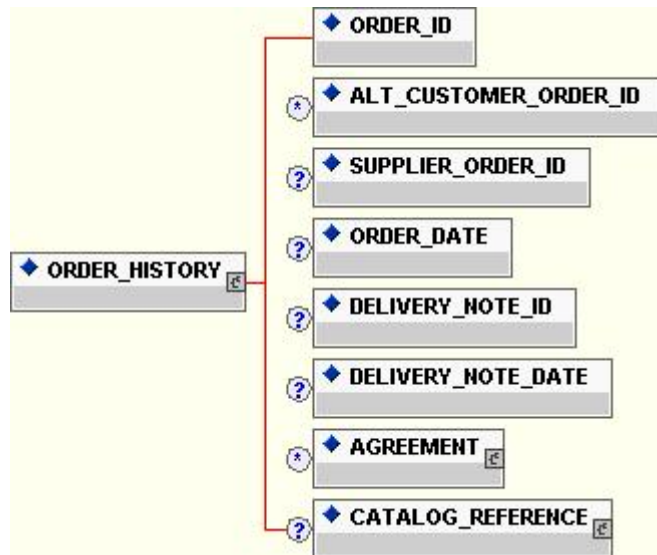 ORDER_ID
* ALT_CUSTOMER_ORDER_ID
? SUPPLIER_ORDER_ID
? ORDER_DATE
ORDER_HISTORY
? DELIVERY_NOTE_ID
? DELIVERY_NOTE_DATE
* AGREEMENT
? CATALOG_REFERENCE